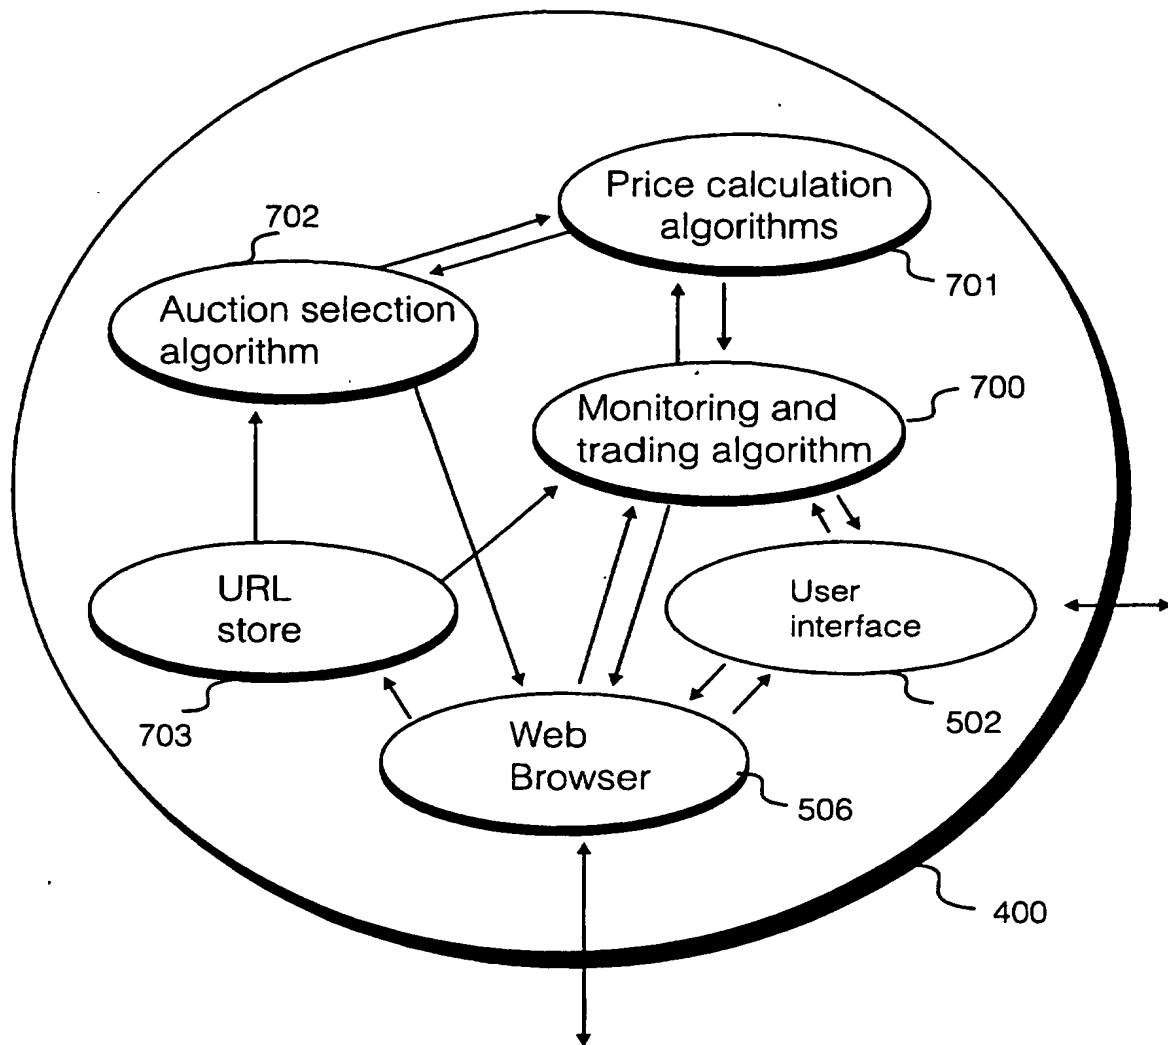 Price calculation
algorithms
701
702
Auction selection
algorithm
700
Monitoring and
trading algorithm
URL
store
703
User
interface
502
Web
Browser
506
400